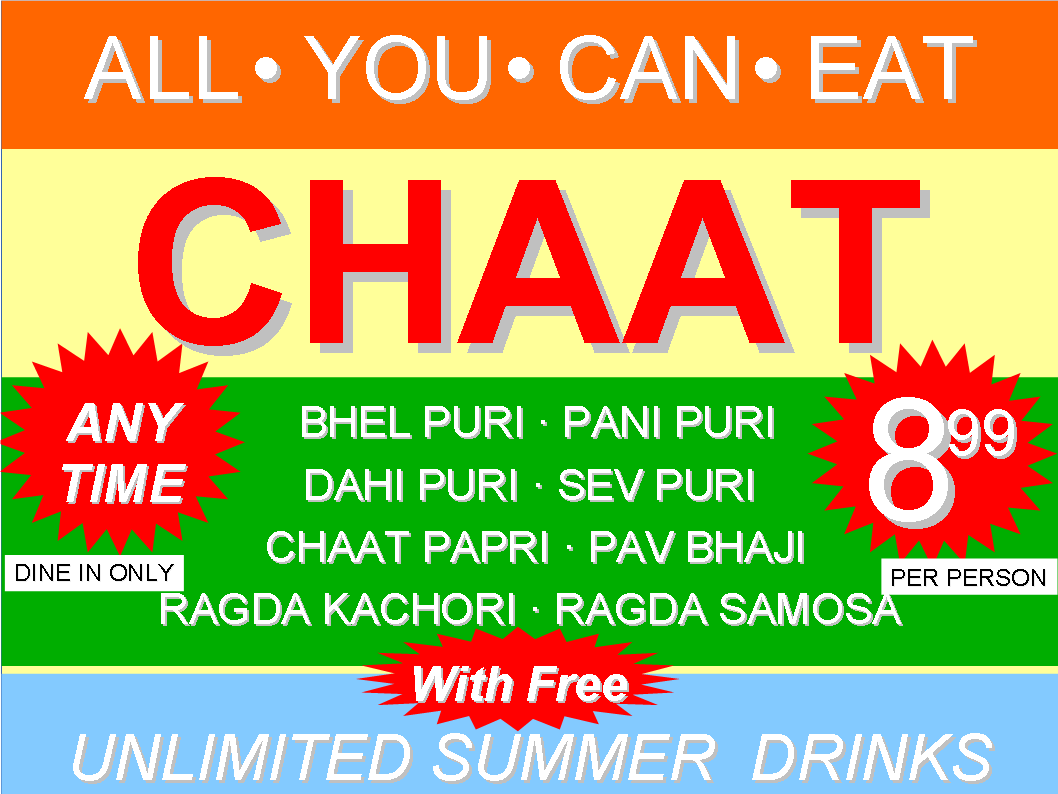 ALL • YOU • CAN • EAT
CHAAT
ANY
TIME
DINE IN ONLY
BHEL PURI · PANI PURI
DAHI PURI · SEV PURI
CHAAT PAPRI · PAV BHAJI
RAGDA KACHORI · RAGDA SAMOSA
899
PER PERSON
With Free
UNLIMITED SUMMER DRINKS